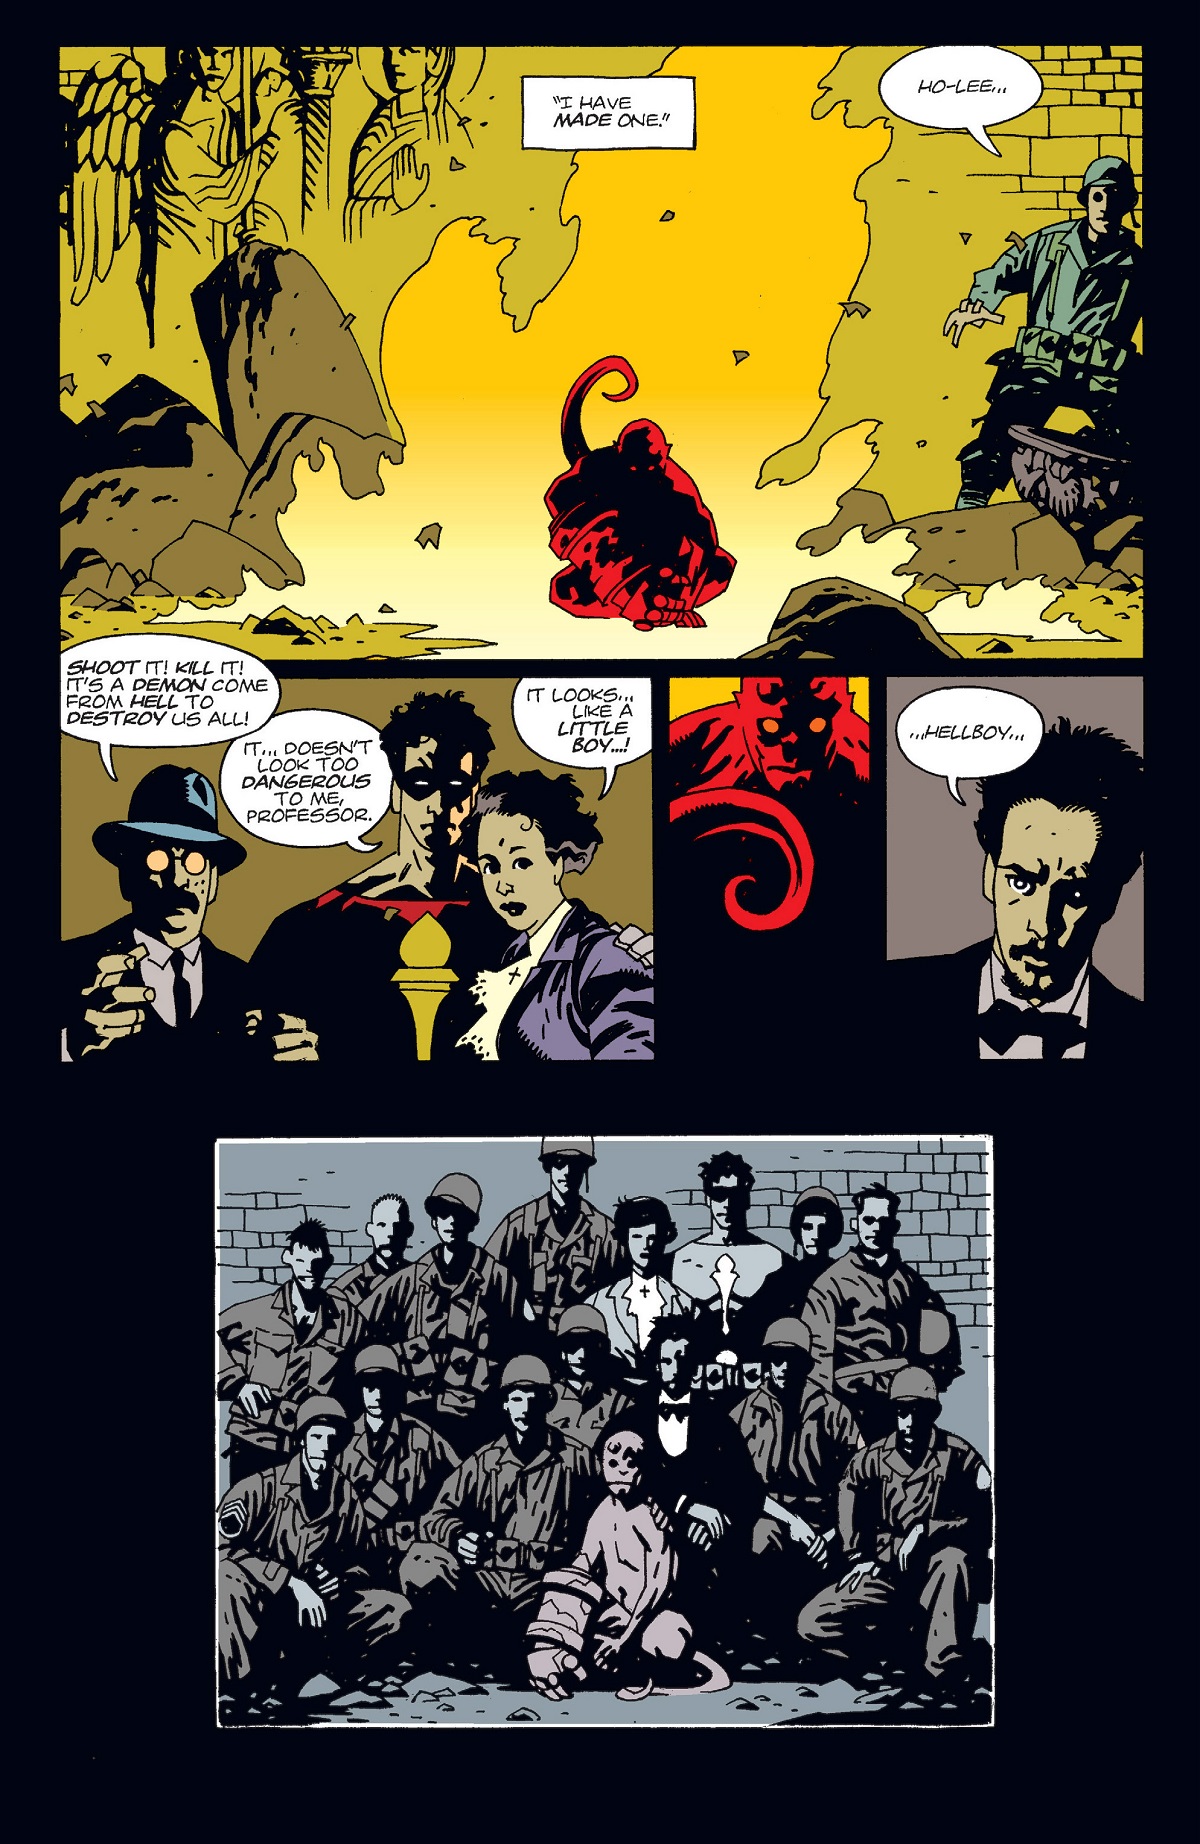 "I HAVE
MADE ONE."
HO-LEE...
SHOOT IT! KILL IT!
IT'S A DEMON COME
FROM HELL TO
DESTROY US ALL!
IT... DOESN'T
LOOK TOO
DANGEROUS
TO ME,
PROFESSOR.
IT LOOKS...
LIKE A
LITTLE
BOY...!
...HELLBOY...